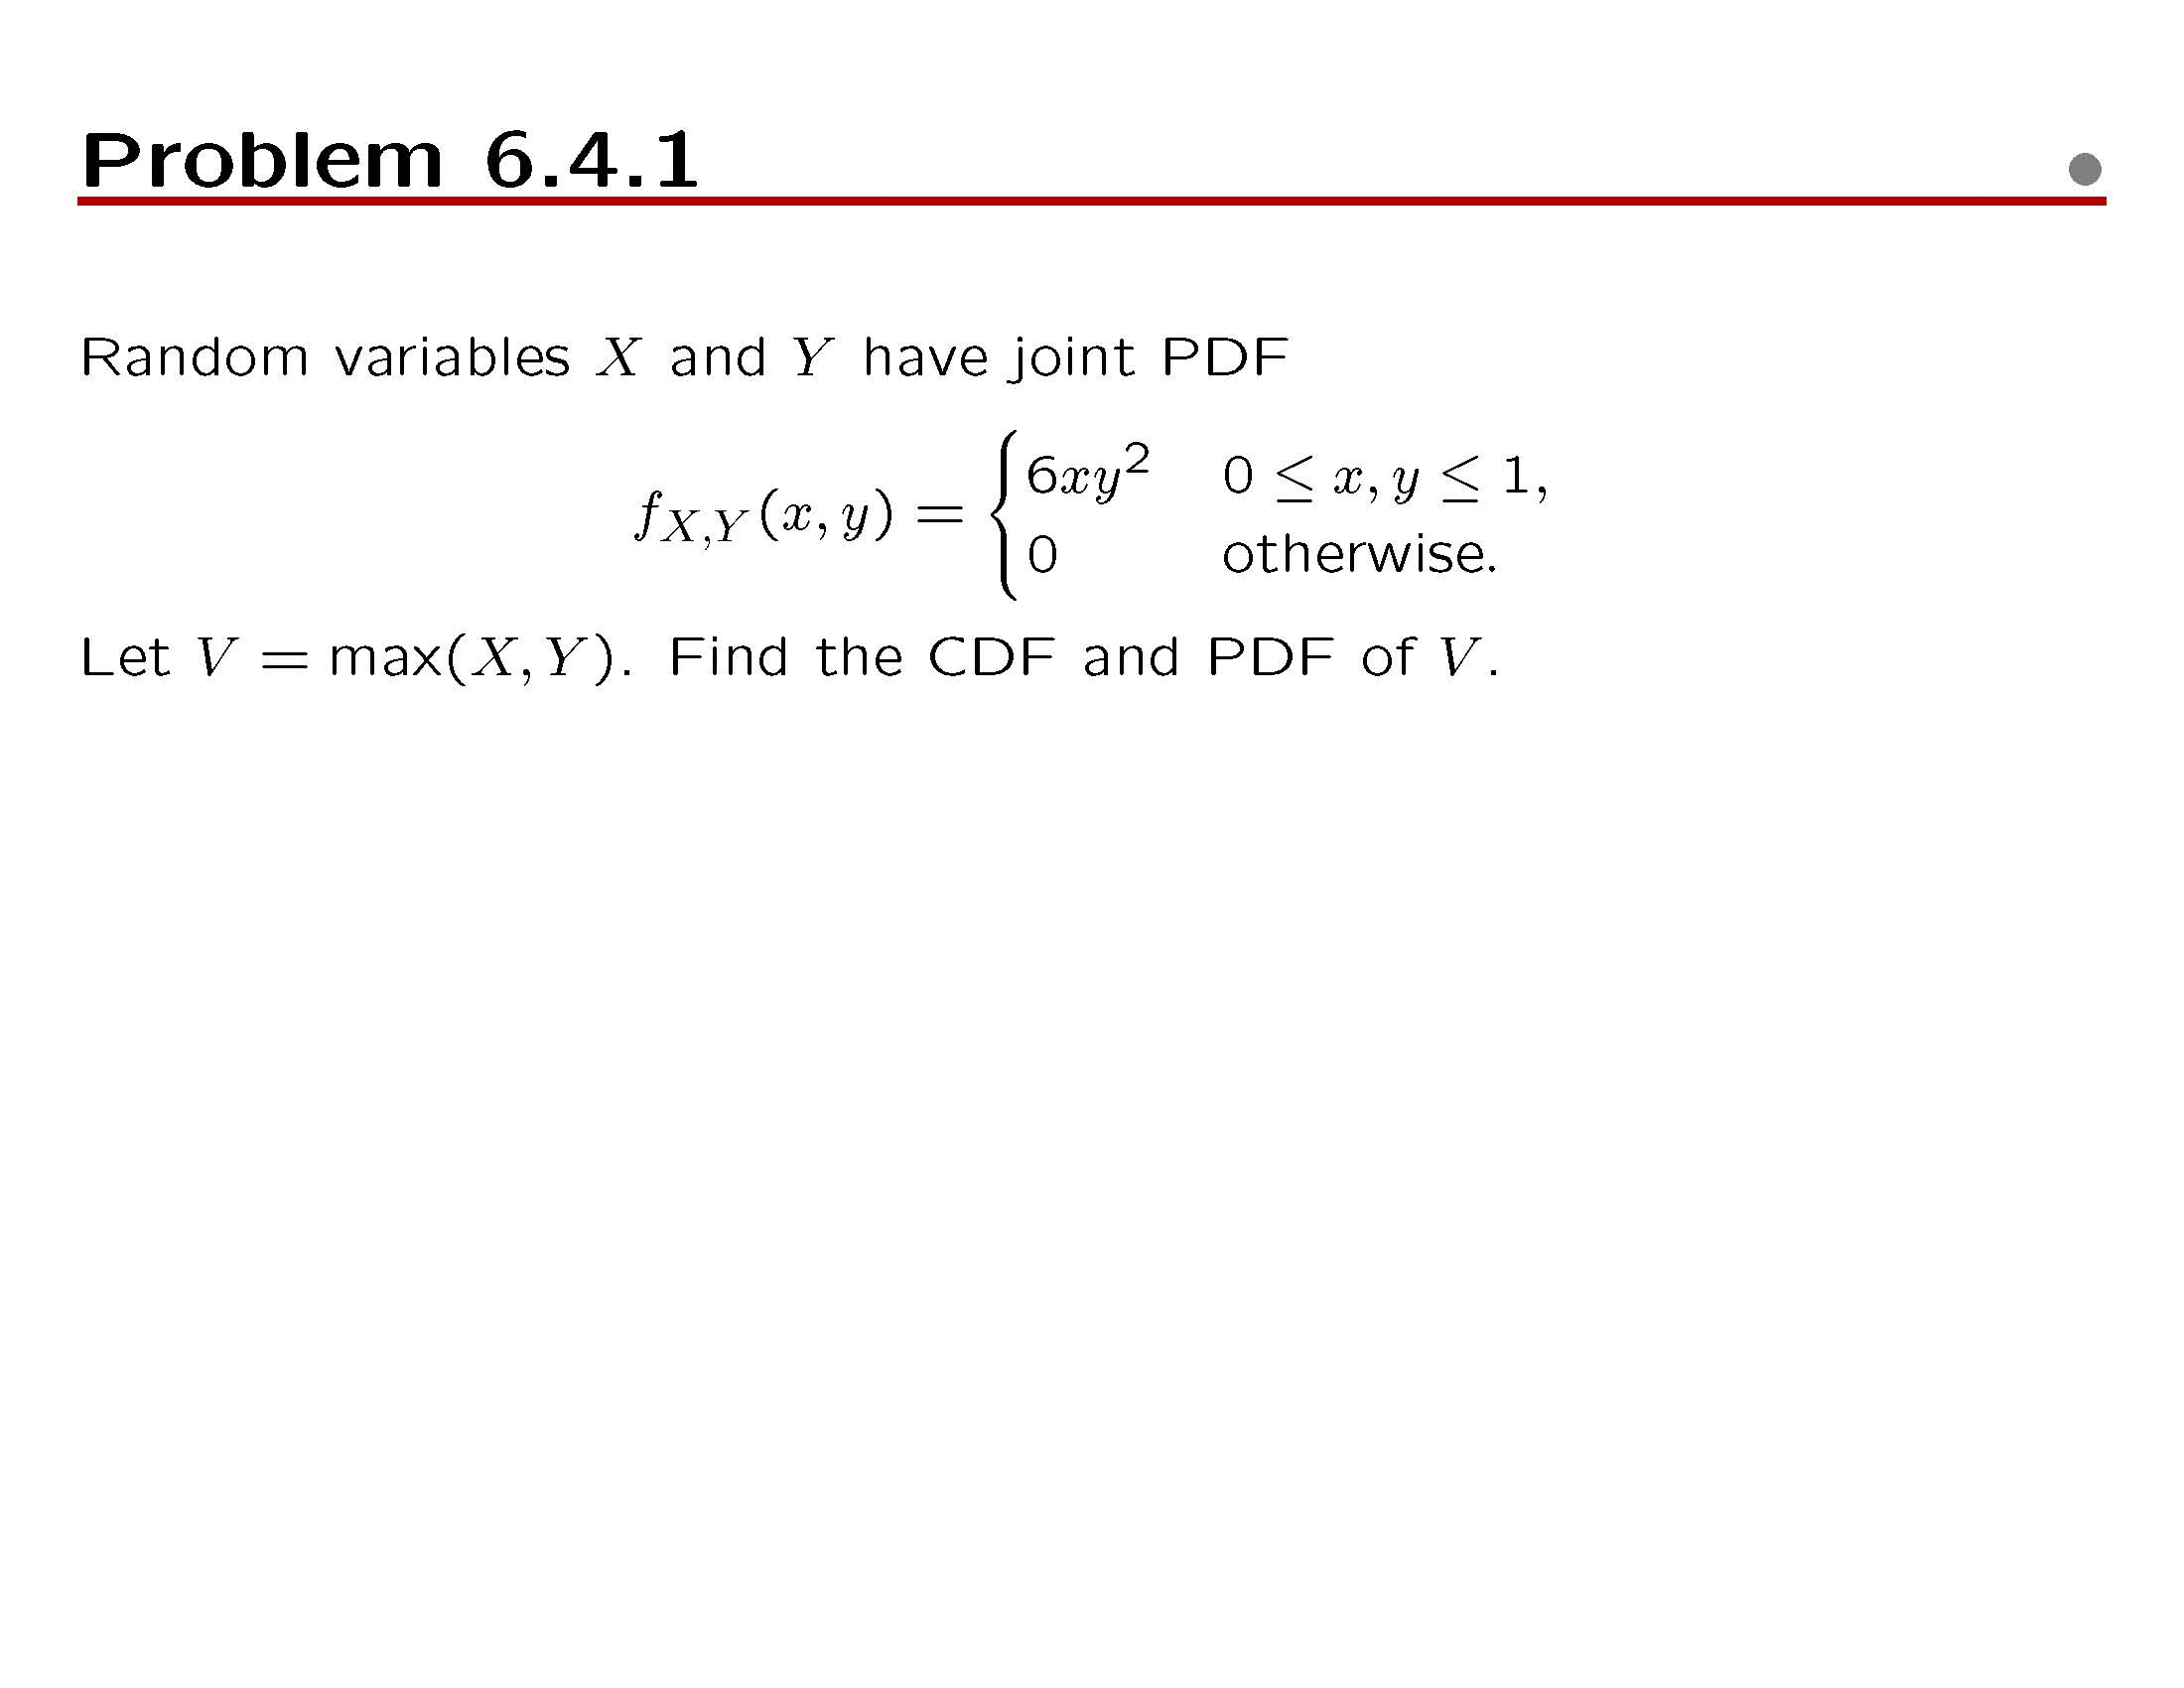 Problem 6.4.1
Random variables X and Y have joint PDF
f_{X,Y}(x, y) = { 6xy^2   0 ≤ x, y ≤ 1,
0   otherwise.
Let V = max(X, Y). Find the CDF and PDF of V.